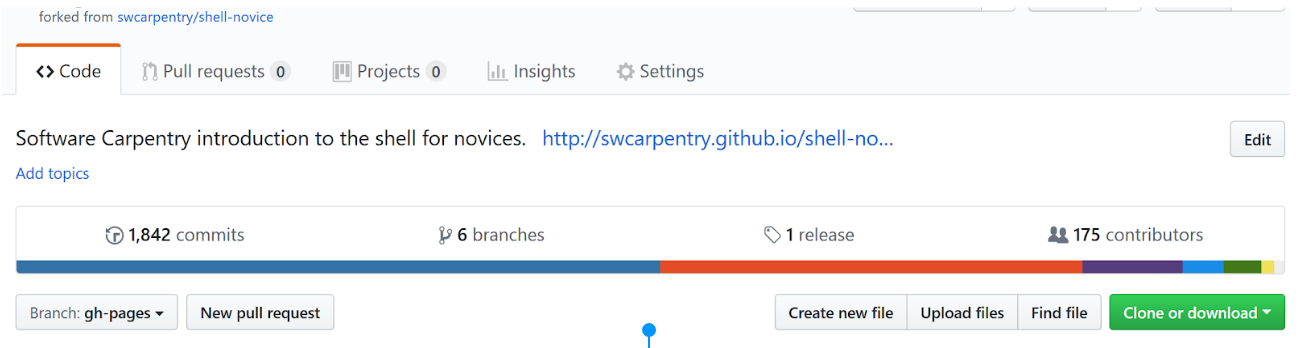 forked from swcarpentry/shell-novice
Code Pull requests 0 Projects 0 Insights Settings
Software Carpentry introduction to the shell for novices. http://swcarpentry.github.io/shell-no...
Edit
Add topics
1,842 commits 6 branches 1 release 175 contributors
Branch: gh-pages New pull request Create new file Upload files Find file Clone or download